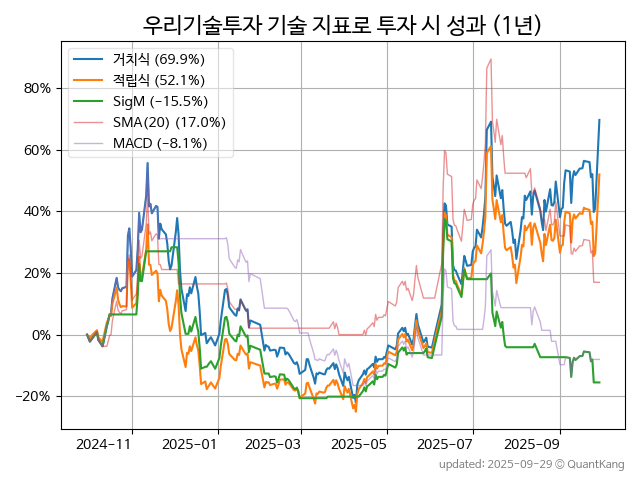 우리기술투자 기술 지표로 투자 시 성과 (1년)
거치식 (69.9%)
적립식 (52.1%)
SigM (−15.5%)
SMA(20) (17.0%)
MACD (−8.1%)
80%
60%
40%
20%
0%
−20%
2024-11 2025-01 2025-03 2025-05 2025-07 2025-09
updated: 2025-09-29 © QuantKang